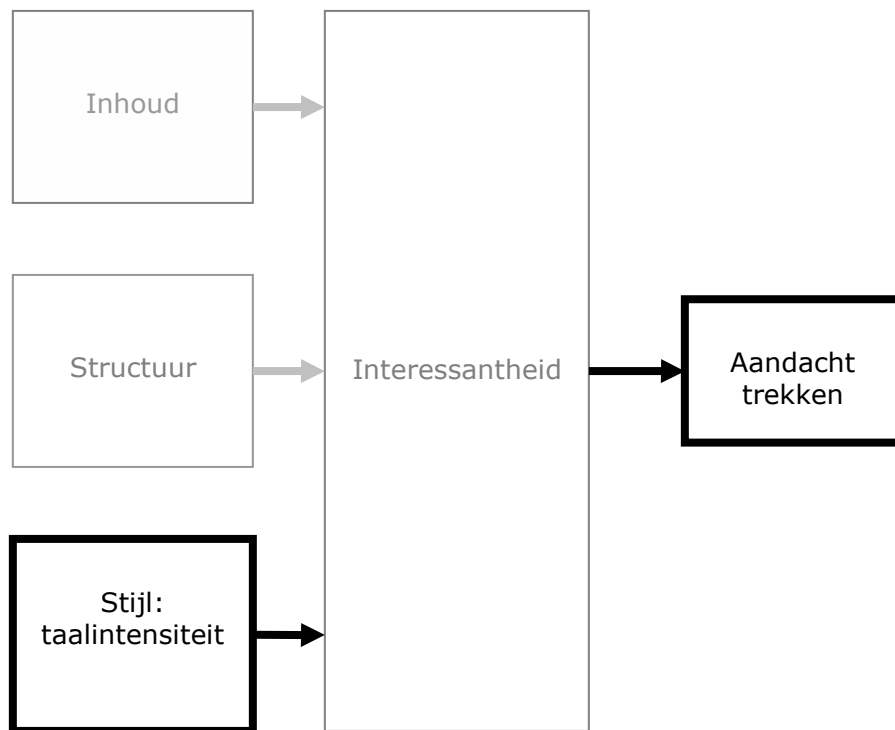 Inhoud
Structuur
Interessantheid
Aandacht
trekken
Stijl:
taalintensiteit